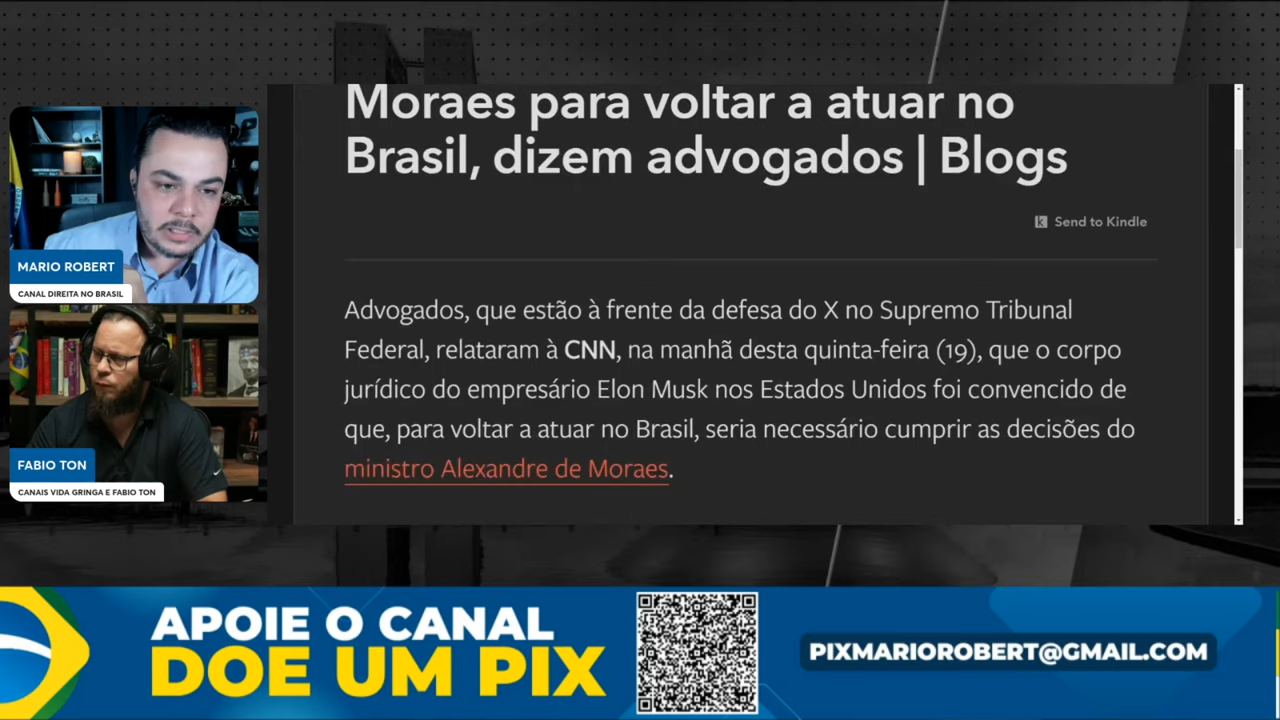 Moraes para voltar a atuar no
Brasil, dizem advogados | Blogs
Send to Kindle
Advogados, que estão à frente da defesa do X no Supremo Tribunal
Federal, relataram à CNN, na manhã desta quinta-feira (19), que o corpo
jurídico do empresário Elon Musk nos Estados Unidos foi convencido de
que, para voltar a atuar no Brasil, seria necessário cumprir as decisões do
ministro Alexandre de Moraes.
MARIO ROBERT
CANAL DIREITA NO BRASIL
FABIO TON
CANAIS VIDA GRINGA E FABIO TON
APOIE O CANAL
DOE UM PIX
PIXMARIOROBERT@GMAIL.COM